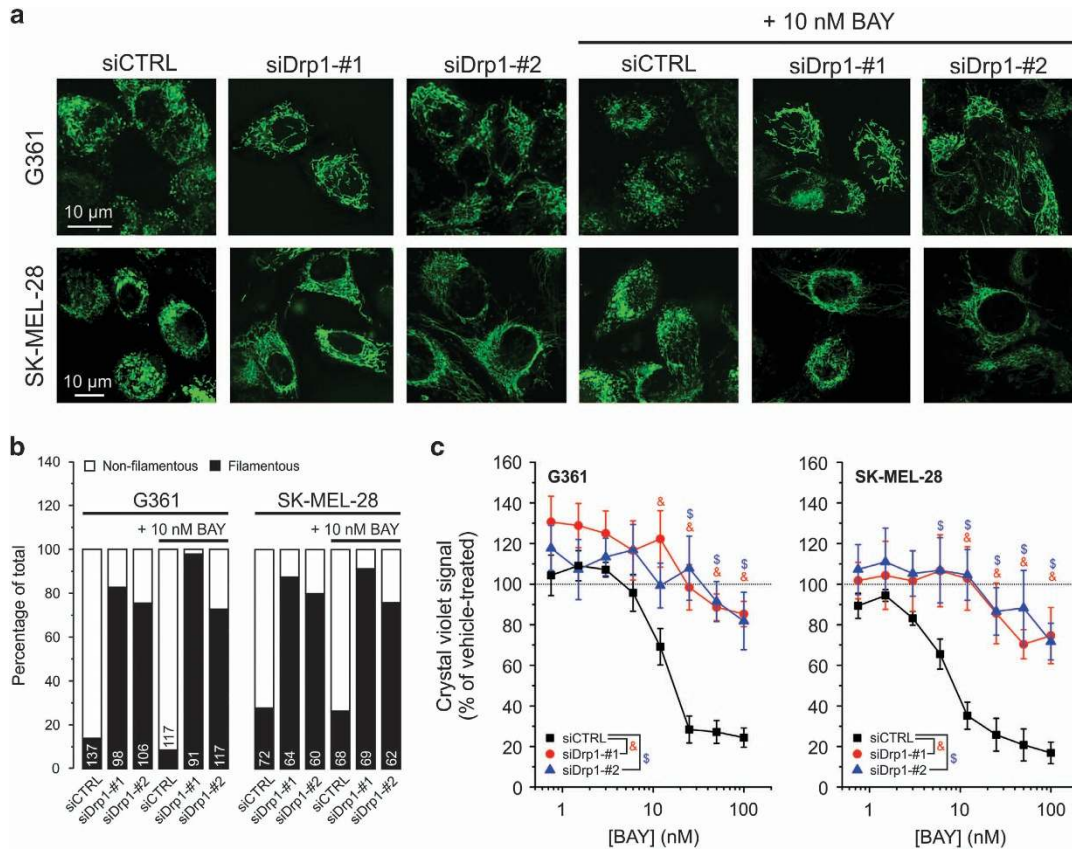 a
+ 10 nM BAY
siCTRL siDrp1-#1 siDrp1-#2 siCTRL siDrp1-#1 siDrp1-#2
G361
10 µm
SK-MEL-28
10 µm
b
140
120
100
80
60
40
20
0
Percentage of total
Non-filamentous Filamentous
G361
+ 10 nM BAY
SK-MEL-28
+ 10 nM BAY
137 98 106 117 91 117
72 64 60 68 69 62
siCTRL siDrp1-#1 siDrp1-#2 siCTRL siDrp1-#1 siDrp1-#2
siCTRL siDrp1-#1 siDrp1-#2 siCTRL siDrp1-#1 siDrp1-#2
c
Crystal violet signal
(% of vehicle-treated)
160
140
120
100
80
60
40
20
0
G361
& $ & $ & $ &
siCTRL
siDrp1-#1 &
siDrp1-#2 $
1 10 100
160
140
120
100
80
60
40
20
0
SK-MEL-28
$ & $ & $ & $ & $ &
siCTRL
siDrp1-#1 &
siDrp1-#2 $
1 10 100
[BAY] (nM)
[BAY] (nM)